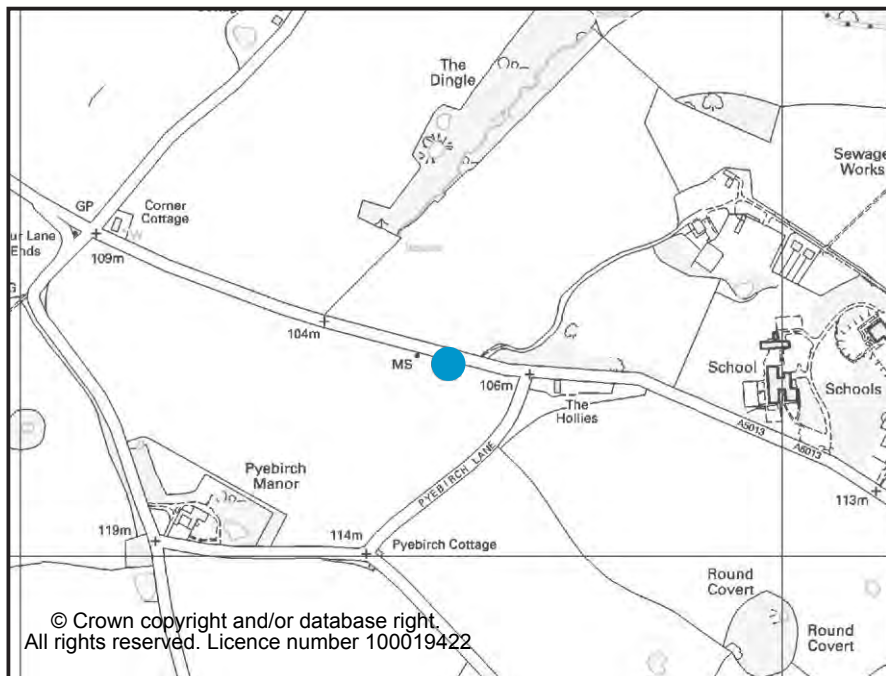 The
Dingle
Sewage
Works
GP
Corner
Cottage
ur Lane
Ends
109m
104m
MS
106m
The
Hollies
School
Schools
A5013
A5013
113m
PYEBIRCH LANE
Pyebirch
Manor
119m
114m
Pyebirch Cottage
Round
Covert
Round
Covert
© Crown copyright and/or database right.
All rights reserved. Licence number 100019422